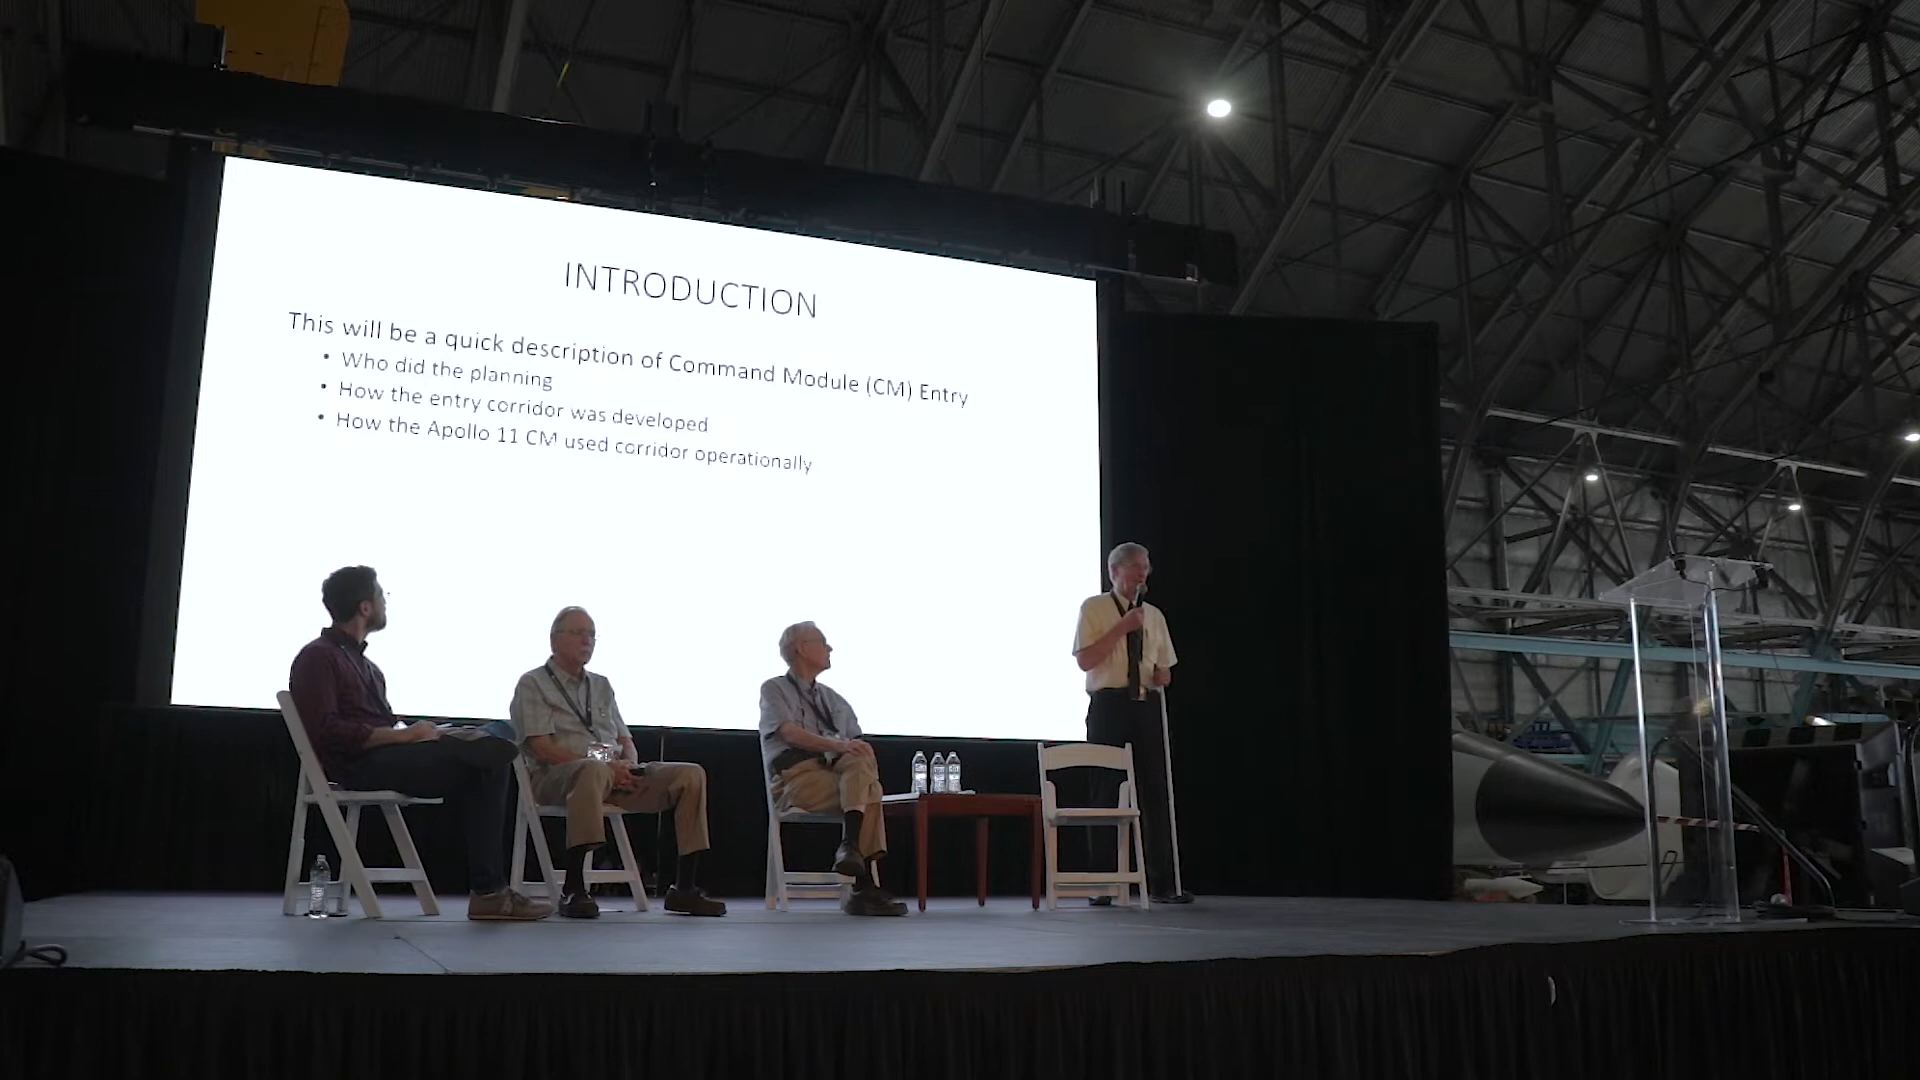 INTRODUCTION
This will be a quick description of Command Module (CM) Entry
• Who did the planning
• How the entry corridor was developed
• How the Apollo 11 CM used corridor operationally